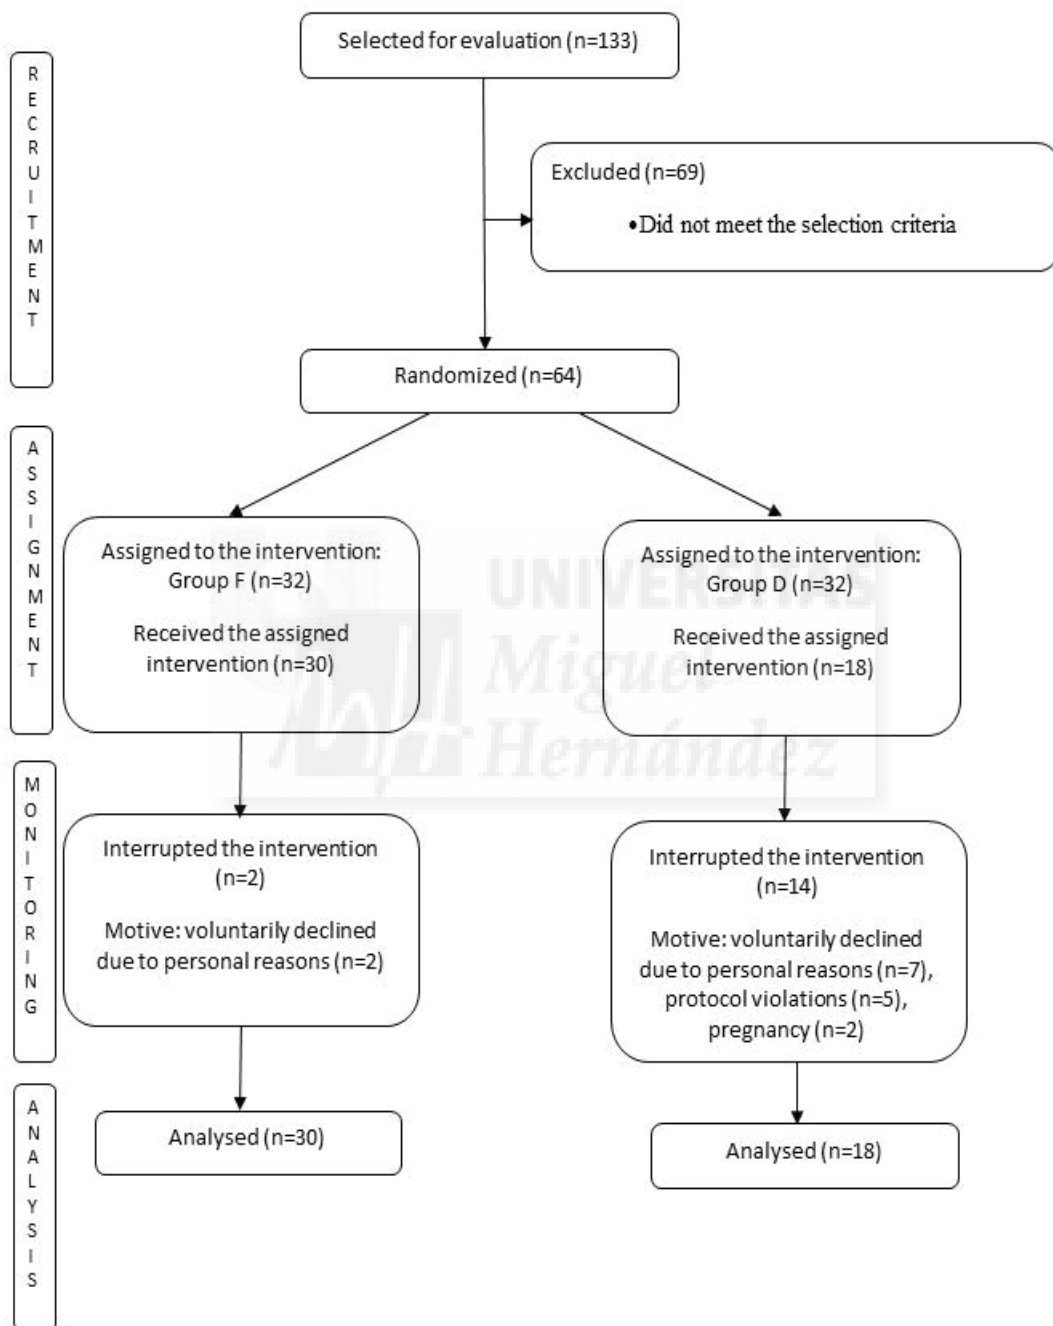 RECRUITMENT
Selected for evaluation (n=133)
Excluded (n=69)
•Did not meet the selection criteria
Randomized (n=64)
ASSIGNMENT
Assigned to the intervention:
Group F (n=32)
Received the assigned
intervention (n=30)
Assigned to the intervention:
Group D (n=32)
Received the assigned
intervention (n=18)
UNIVERSITAS
Miguel
Hernández
MONITORING
Interrupted the intervention
(n=2)
Motive: voluntarily declined
due to personal reasons (n=2)
Interrupted the intervention
(n=14)
Motive: voluntarily declined
due to personal reasons (n=7),
protocol violations (n=5),
pregnancy (n=2)
ANALYSIS
Analysed (n=30)
Analysed (n=18)